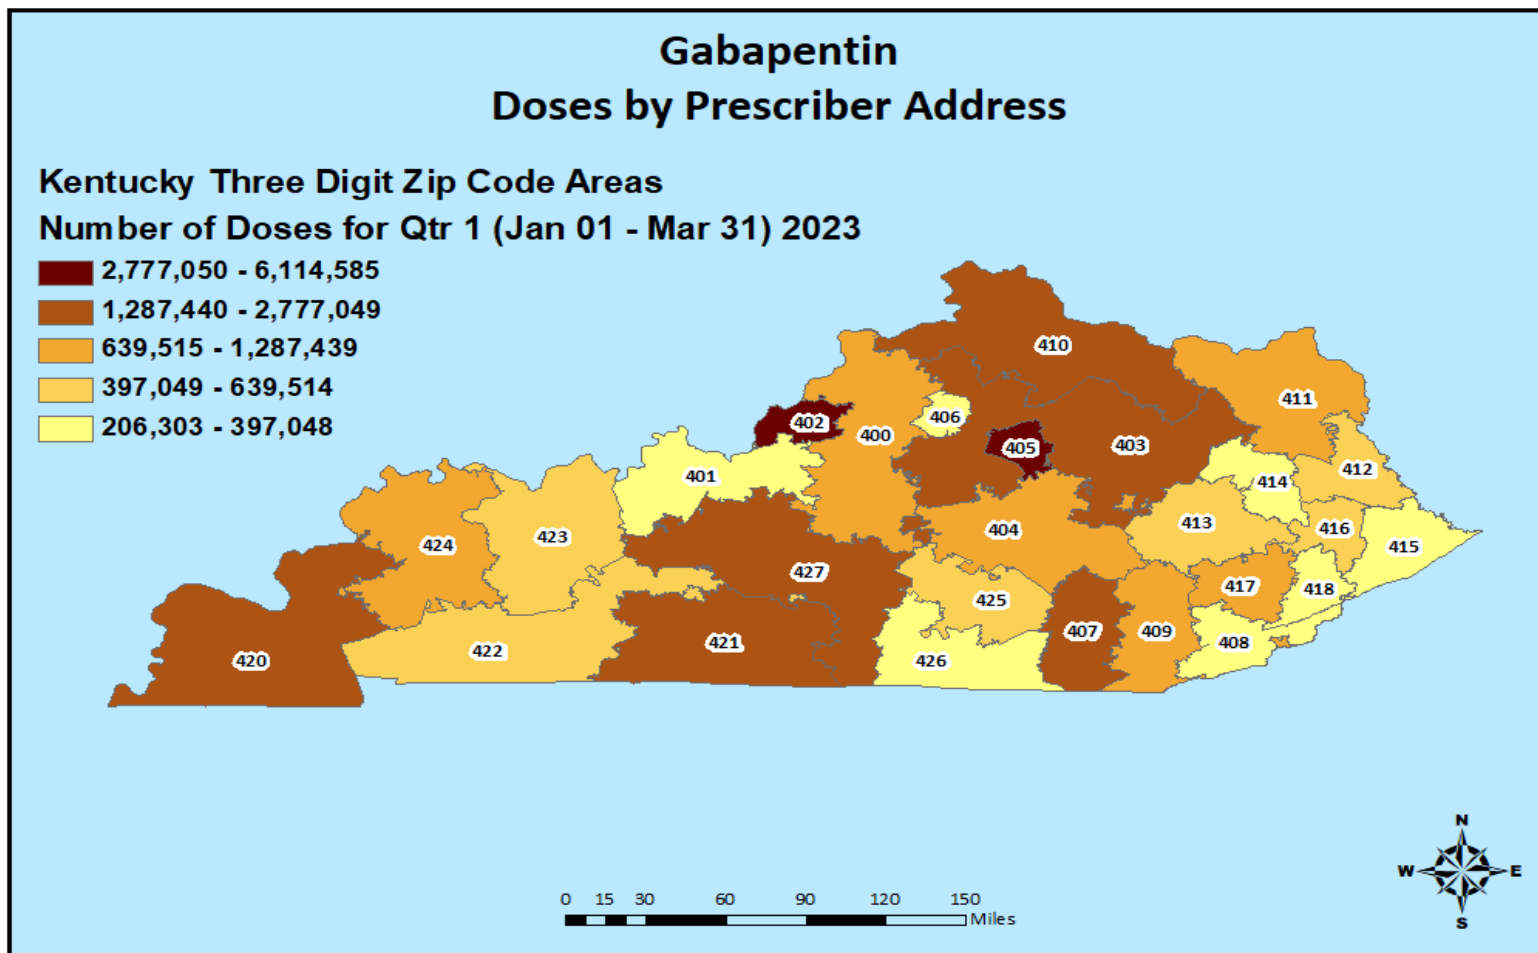 Gabapentin
Doses by Prescriber Address
Kentucky Three Digit Zip Code Areas
Number of Doses for Qtr 1 (Jan 01 - Mar 31) 2023
2,777,050 - 6,114,585
1,287,440 - 2,777,049
639,515 - 1,287,439
397,049 - 639,514
206,303 - 397,048
410
411
402
406
400
405
403
412
401
414
413
416
415
424
423
404
427
417
418
425
420
422
421
426
407
409
408
N
W E
S
0 15 30 60 90 120 150
Miles